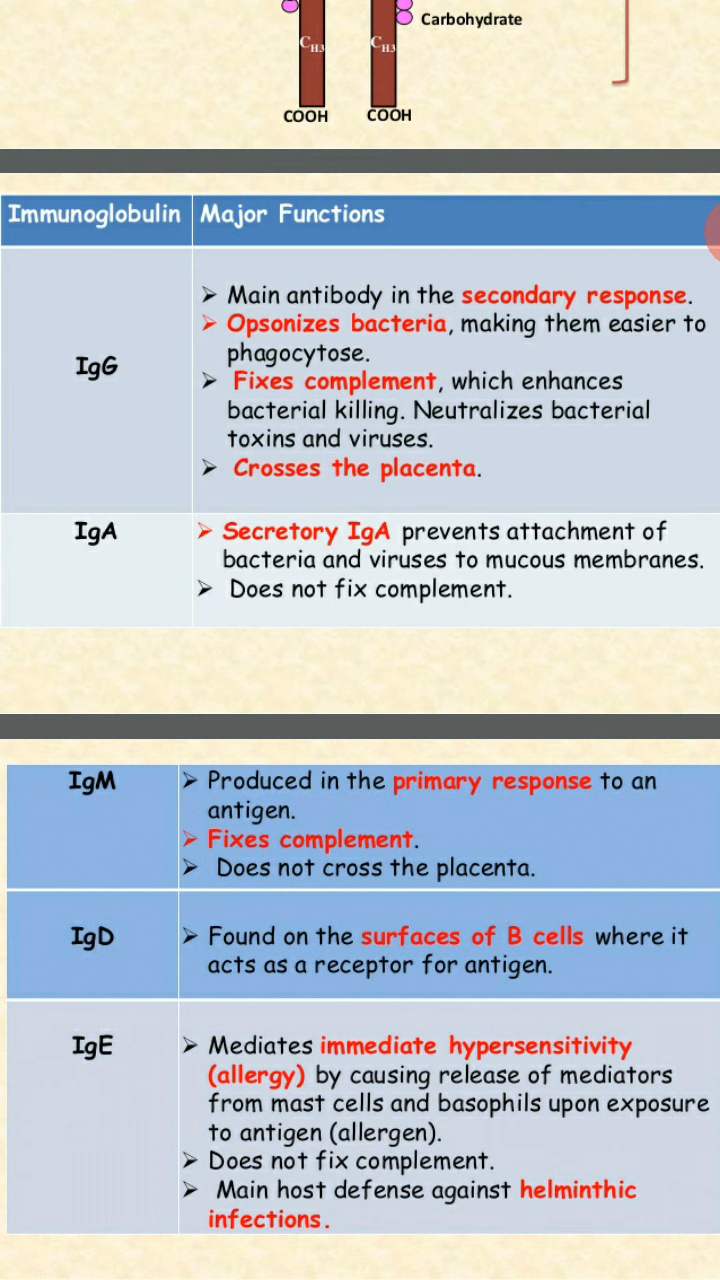 Carbohydrate
CH3 CH3
COOH COOH
Immunoglobulin Major Functions
IgG
➢ Main antibody in the secondary response.
➢ Opsonizes bacteria, making them easier to
phagocytose.
➢ Fixes complement, which enhances
bacterial killing. Neutralizes bacterial
toxins and viruses.
➢ Crosses the placenta.
IgA
➢ Secretory IgA prevents attachment of
bacteria and viruses to mucous membranes.
➢ Does not fix complement.
IgM
➢ Produced in the primary response to an
antigen.
➢ Fixes complement.
➢ Does not cross the placenta.
IgD
➢ Found on the surfaces of B cells where it
acts as a receptor for antigen.
IgE
➢ Mediates immediate hypersensitivity
(allergy) by causing release of mediators
from mast cells and basophils upon exposure
to antigen (allergen).
➢ Does not fix complement.
➢ Main host defense against helminthic
infections.